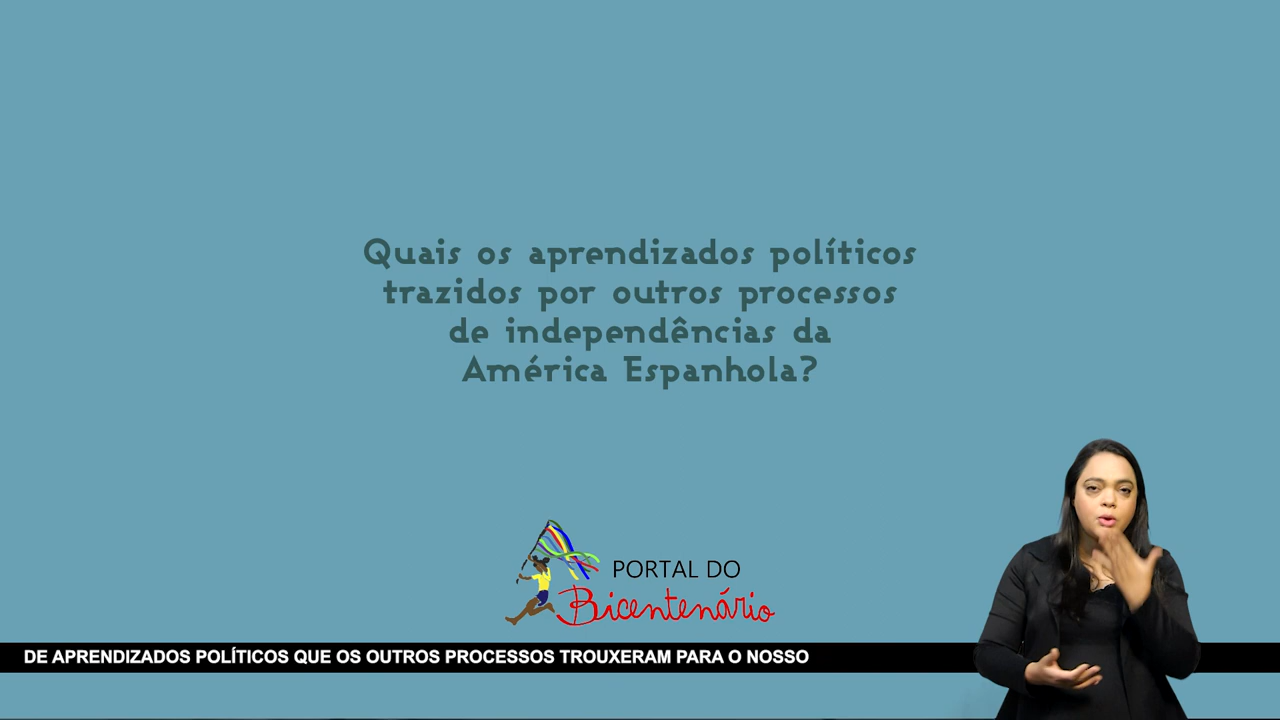 Quais os aprendizados políticos
trazidos por outros processos
de independências da
América Espanhola?
PORTAL DO
Bicentenário
DE APRENDIZADOS POLÍTICOS QUE OS OUTROS PROCESSOS TROUXERAM PARA O NOSSO